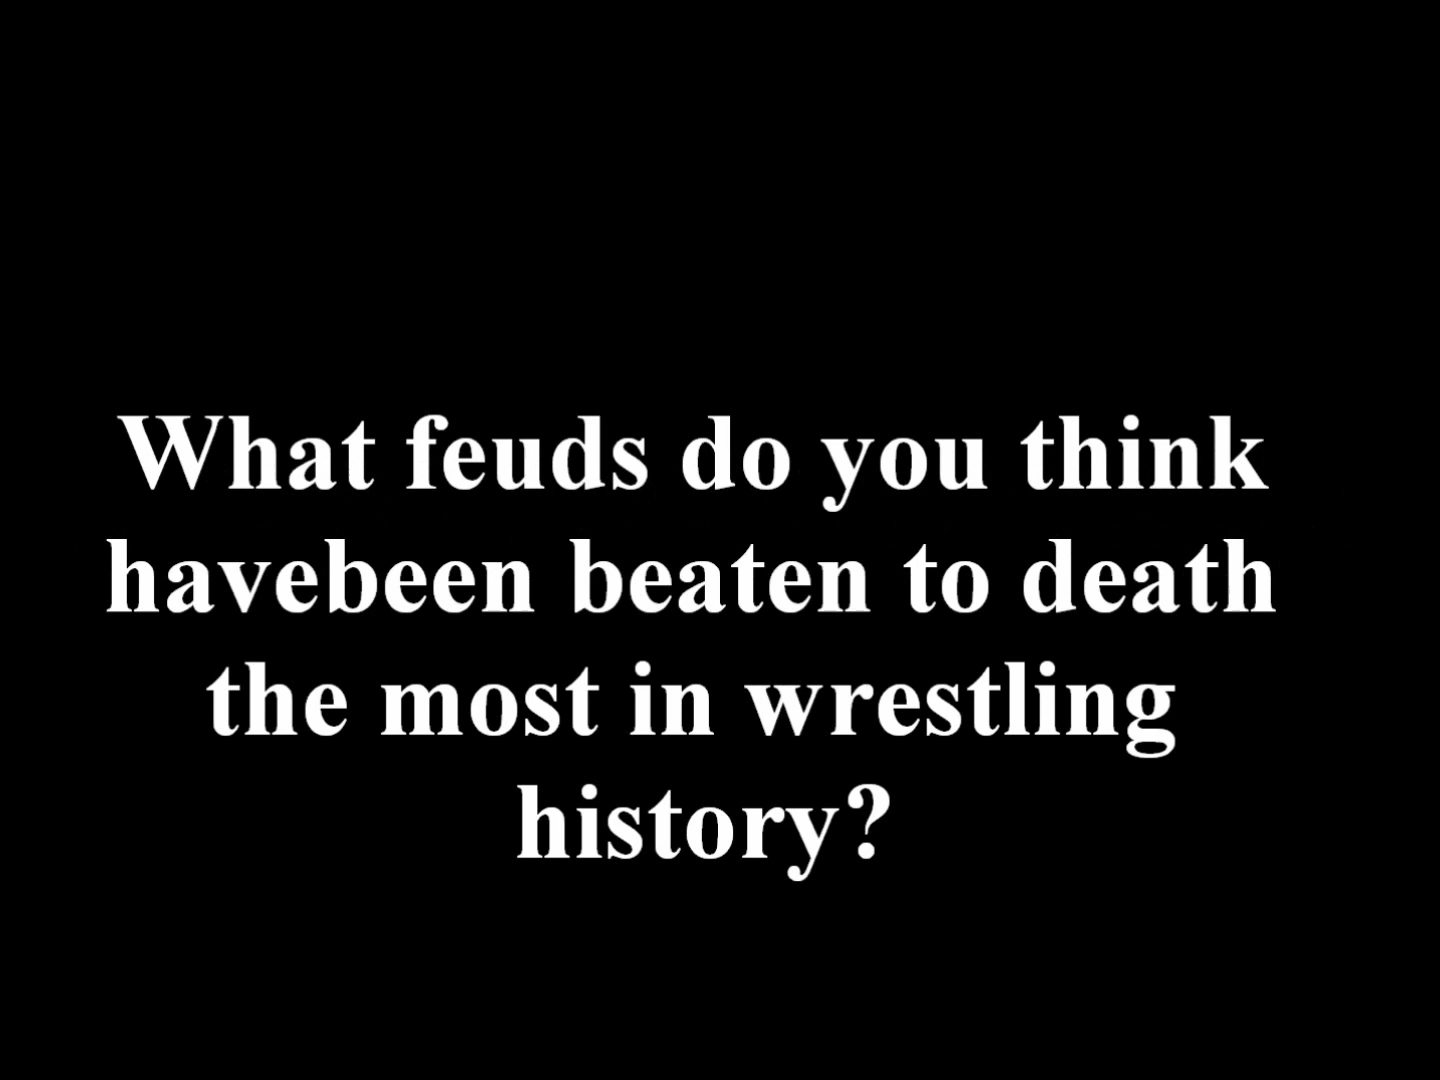 What feuds do you think
havebeen beaten to death
the most in wrestling
history?